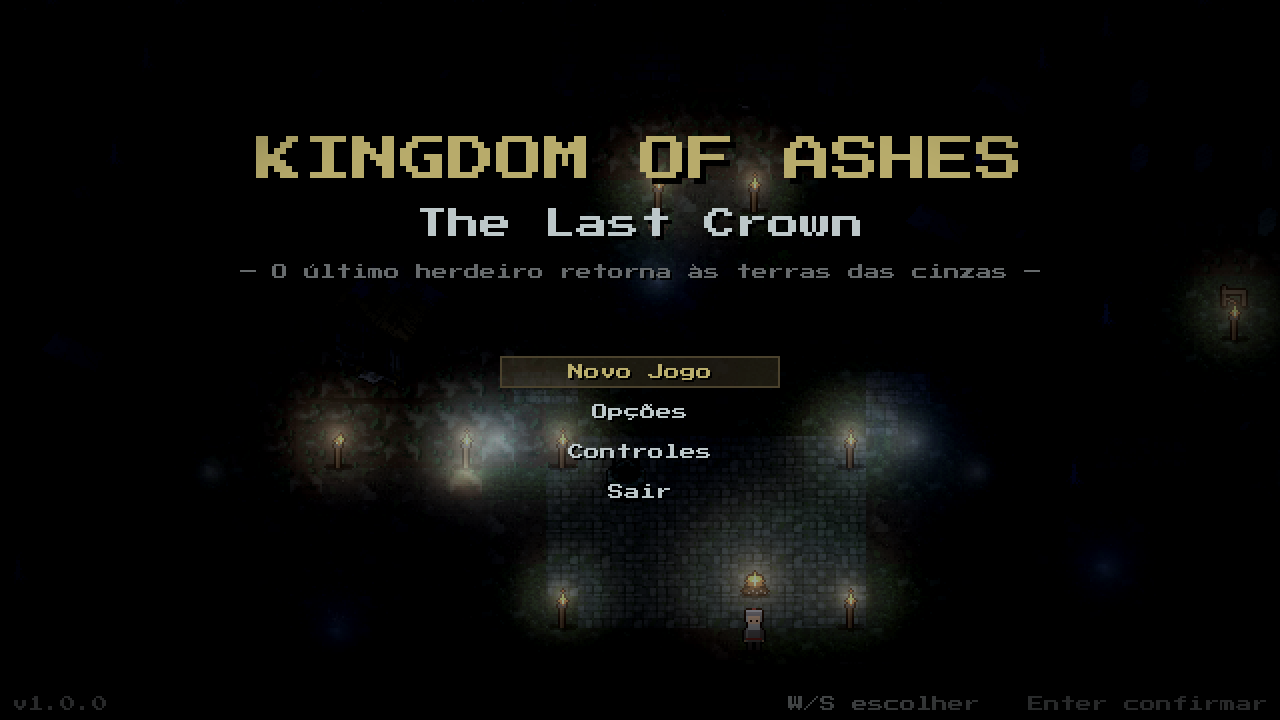 KINGDOM OF ASHES
The Last Crown
— O último herdeiro retorna às terras das cinzas —
Novo Jogo
Opções
Controles
Sair
v1.0.0
W/S escolher Enter confirmar